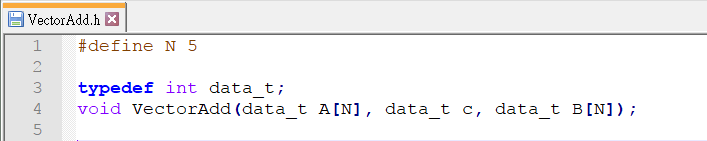 VectorAdd.h
1 #define N 5
2
3 typedef int data_t;
4 void VectorAdd(data_t A[N], data_t c, data_t B[N]);
5